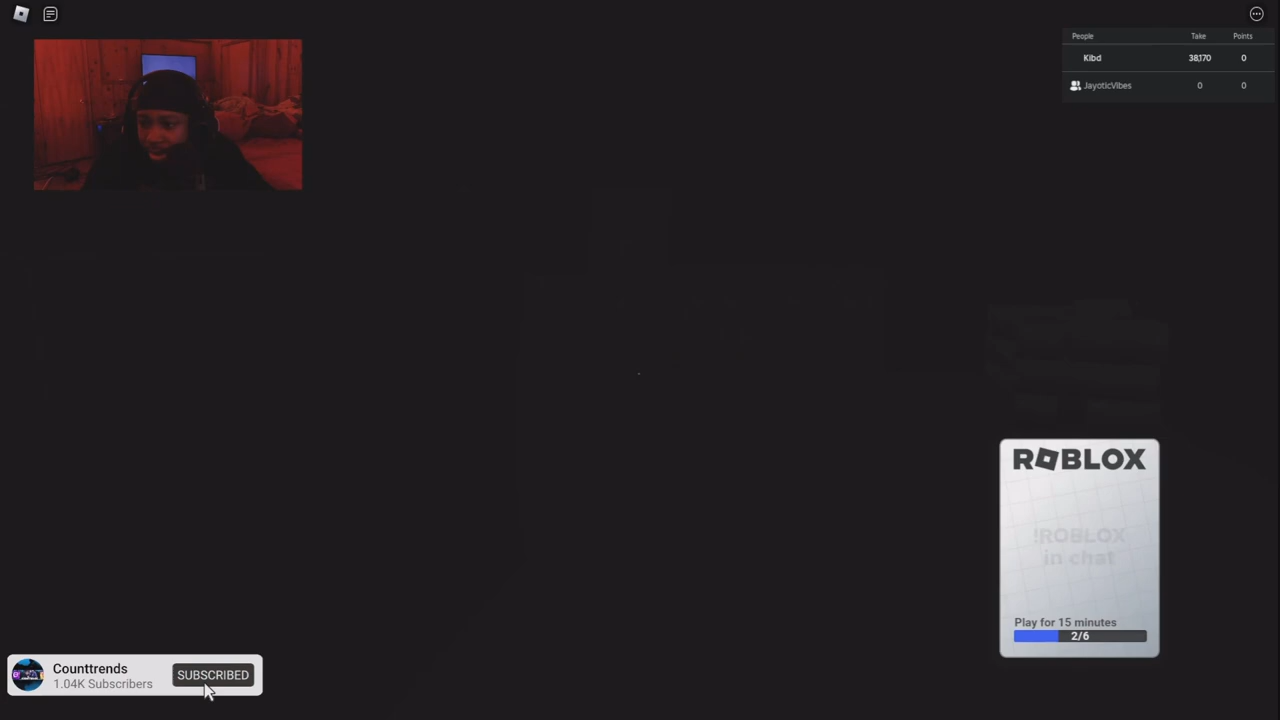 People Take Points
Kibd 38,170 0
JayoticVibes 0 0
ROBLOX
!ROBLOX
in chat
Play for 15 minutes
2/6
Counttrends
1.04K Subscribers
SUBSCRIBED